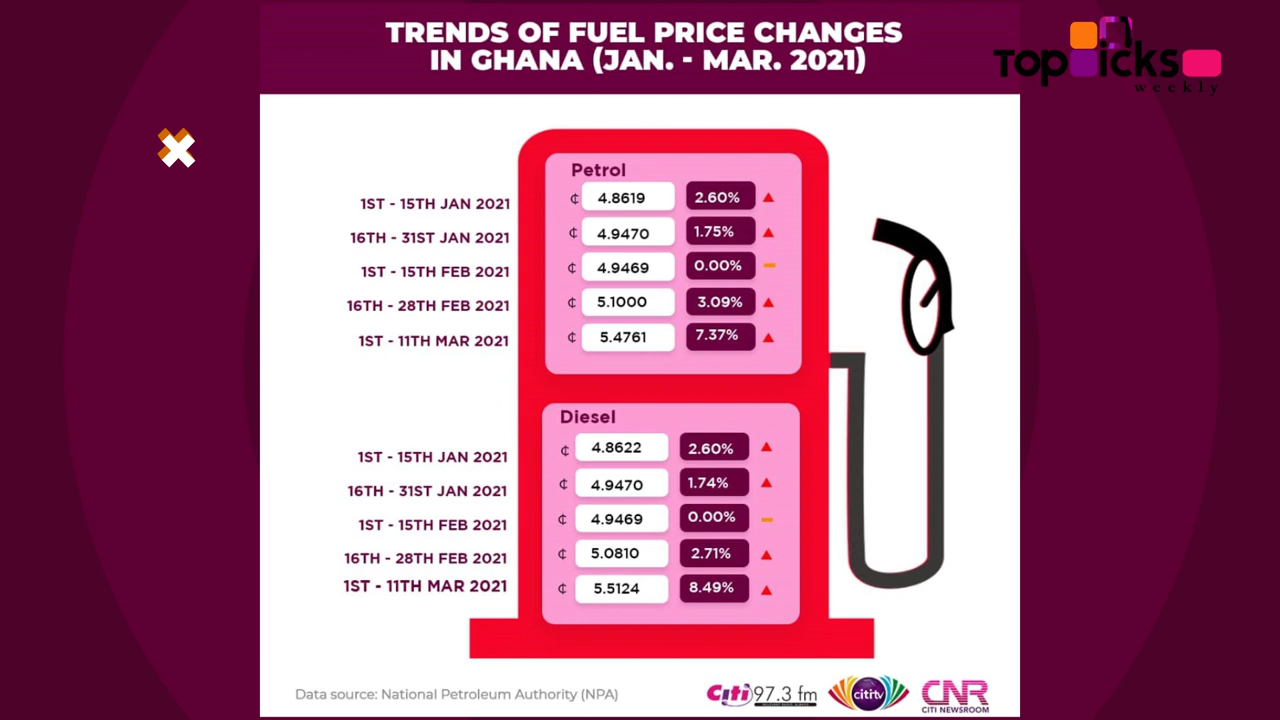 TRENDS OF FUEL PRICE CHANGES
IN GHANA (JAN. - MAR. 2021)
TOP icks
weekly
Petrol
1ST - 15TH JAN 2021 ₵ 4.8619 2.60%
16TH - 31ST JAN 2021 ₵ 4.9470 1.75%
1ST - 15TH FEB 2021 ₵ 4.9469 0.00%
16TH - 28TH FEB 2021 ₵ 5.1000 3.09%
1ST - 11TH MAR 2021 ₵ 5.4761 7.37%
Diesel
1ST - 15TH JAN 2021 ₵ 4.8622 2.60%
16TH - 31ST JAN 2021 ₵ 4.9470 1.74%
1ST - 15TH FEB 2021 ₵ 4.9469 0.00%
16TH - 28TH FEB 2021 ₵ 5.0810 2.71%
1ST - 11TH MAR 2021 ₵ 5.5124 8.49%
Data source: National Petroleum Authority (NPA)
Citi 97.3 fm
cititv
CNR
CITI NEWSROOM